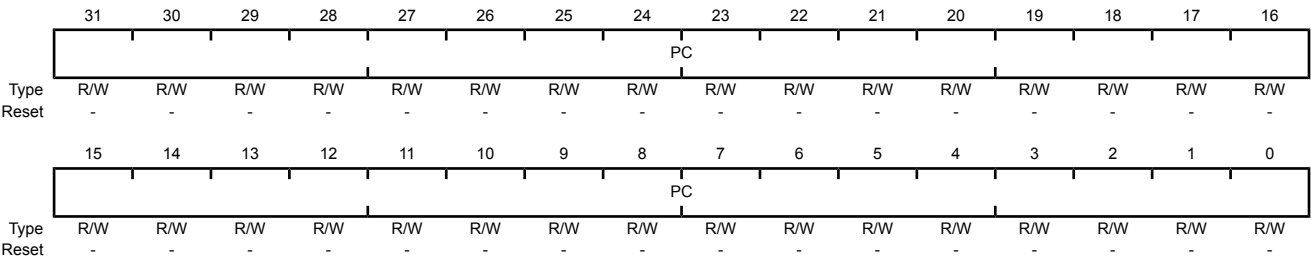 31 30 29 28 27 26 25 24 23 22 21 20 19 18 17 16
PC
Type R/W R/W R/W R/W R/W R/W R/W R/W R/W R/W R/W R/W R/W R/W R/W R/W
Reset - - - - - - - - - - - - - - - -
15 14 13 12 11 10 9 8 7 6 5 4 3 2 1 0
PC
Type R/W R/W R/W R/W R/W R/W R/W R/W R/W R/W R/W R/W R/W R/W R/W R/W
Reset - - - - - - - - - - - - - - - -